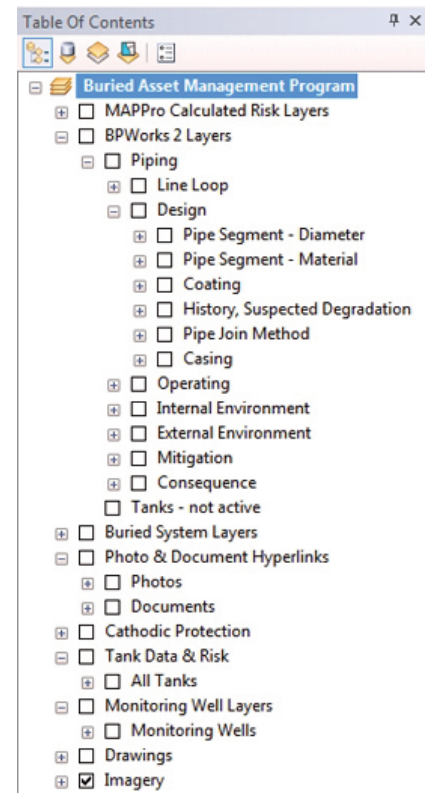 Table Of Contents
Buried Asset Management Program
MAPPro Calculated Risk Layers
BPWorks 2 Layers
Piping
Line Loop
Design
Pipe Segment - Diameter
Pipe Segment - Material
Coating
History, Suspected Degradation
Pipe Join Method
Casing
Operating
Internal Environment
External Environment
Mitigation
Consequence
Tanks - not active
Buried System Layers
Photo & Document Hyperlinks
Photos
Documents
Cathodic Protection
Tank Data & Risk
All Tanks
Monitoring Well Layers
Monitoring Wells
Drawings
Imagery